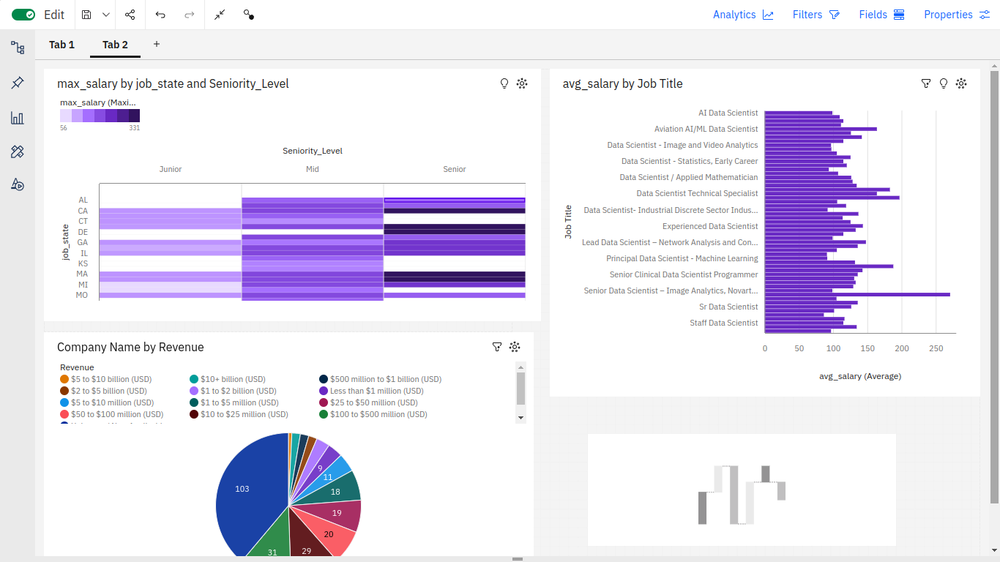 Edit
Analytics
Filters
Fields
Properties
Tab 1
Tab 2
+
max_salary by job_state and Seniority_Level
max_salary (Maxi...
56
331
Seniority_Level
Junior
Mid
Senior
job_state
AL
CA
CT
DE
GA
IL
KS
MA
MI
MO
avg_salary by Job Title
Job Title
AI Data Scientist
Aviation AI/ML Data Scientist
Data Scientist - Image and Video Analytics
Data Scientist - Statistics, Early Career
Data Scientist / Applied Mathematician
Data Scientist Technical Specialist
Data Scientist- Industrial Discrete Sector Indus...
Experienced Data Scientist
Lead Data Scientist – Network Analysis and Con...
Principal Data Scientist - Machine Learning
Senior Clinical Data Scientist Programmer
Senior Data Scientist – Image Analytics, Novart...
Sr Data Scientist
Staff Data Scientist
0
50
100
150
200
250
avg_salary (Average)
Company Name by Revenue
Revenue
$5 to $10 billion (USD)
$10+ billion (USD)
$500 million to $1 billion (USD)
$2 to $5 billion (USD)
$1 to $2 billion (USD)
Less than $1 million (USD)
$5 to $10 million (USD)
$1 to $5 million (USD)
$25 to $50 million (USD)
$50 to $100 million (USD)
$10 to $25 million (USD)
$100 to $500 million (USD)
9
11
18
19
20
29
31
103